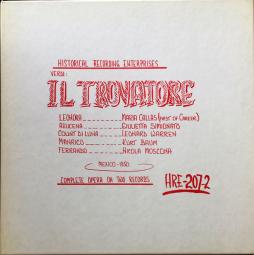 HISTORICAL RECORDING ENTERPRISES
VERDI:
IL TROVATORE
LEONORA MARIA CALLAS (FIRST OF CAREER)
AZUCENA GIULIETTA SIMIONATO
COUNT DI LUNA LEONARD WARREN
MANRICO KURT BAUM
FERRANDO NICOLA MOSCONA
MEXICO-1950
COMPLETE OPERA ON TWO RECORDS
HRE-207-2